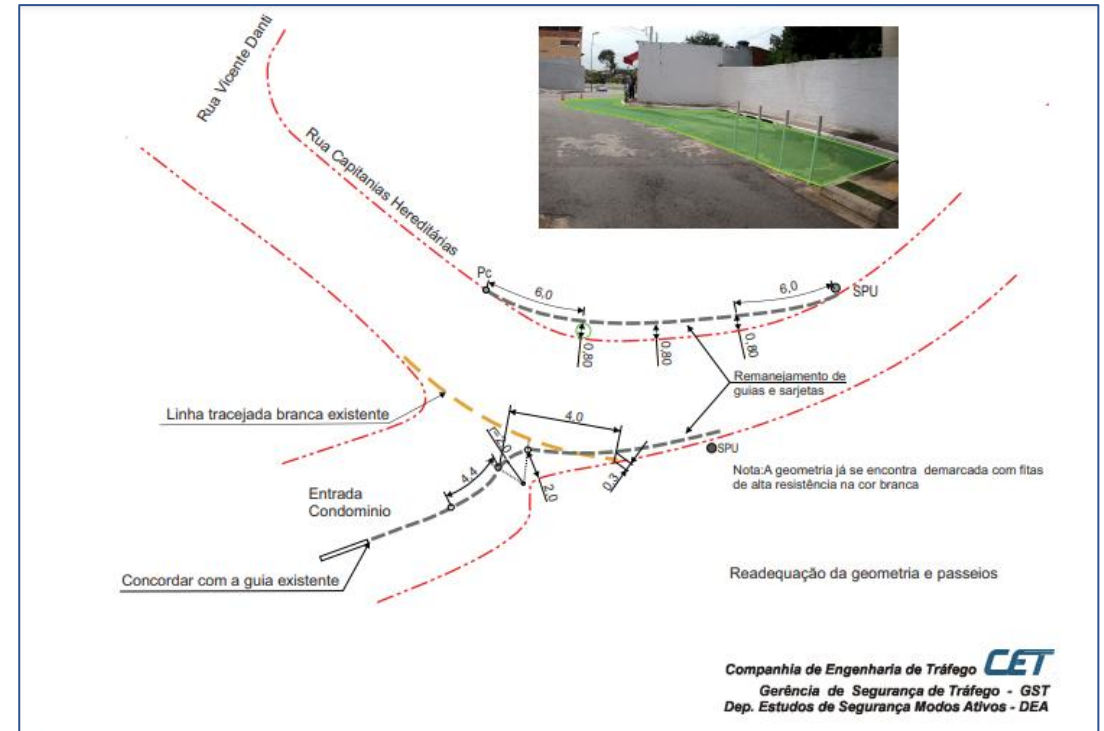 Rua Vicente Danti
Rua Capitanias Hereditárias
Pc
6,0
6,0
SPU
0,80
0,80
0,80
Remanejamento de
guias e sarjetas
Linha tracejada branca existente
4,0
r=2,0
SPU
4,4
2,0
0,3
Nota:A geometria já se encontra demarcada com fitas
de alta resistência na cor branca
Entrada
Condominio
Concordar com a guia existente
Readequação da geometria e passeios
Companhia de Engenharia de Tráfego CET
Gerência de Segurança de Tráfego - GST
Dep. Estudos de Segurança Modos Ativos - DEA